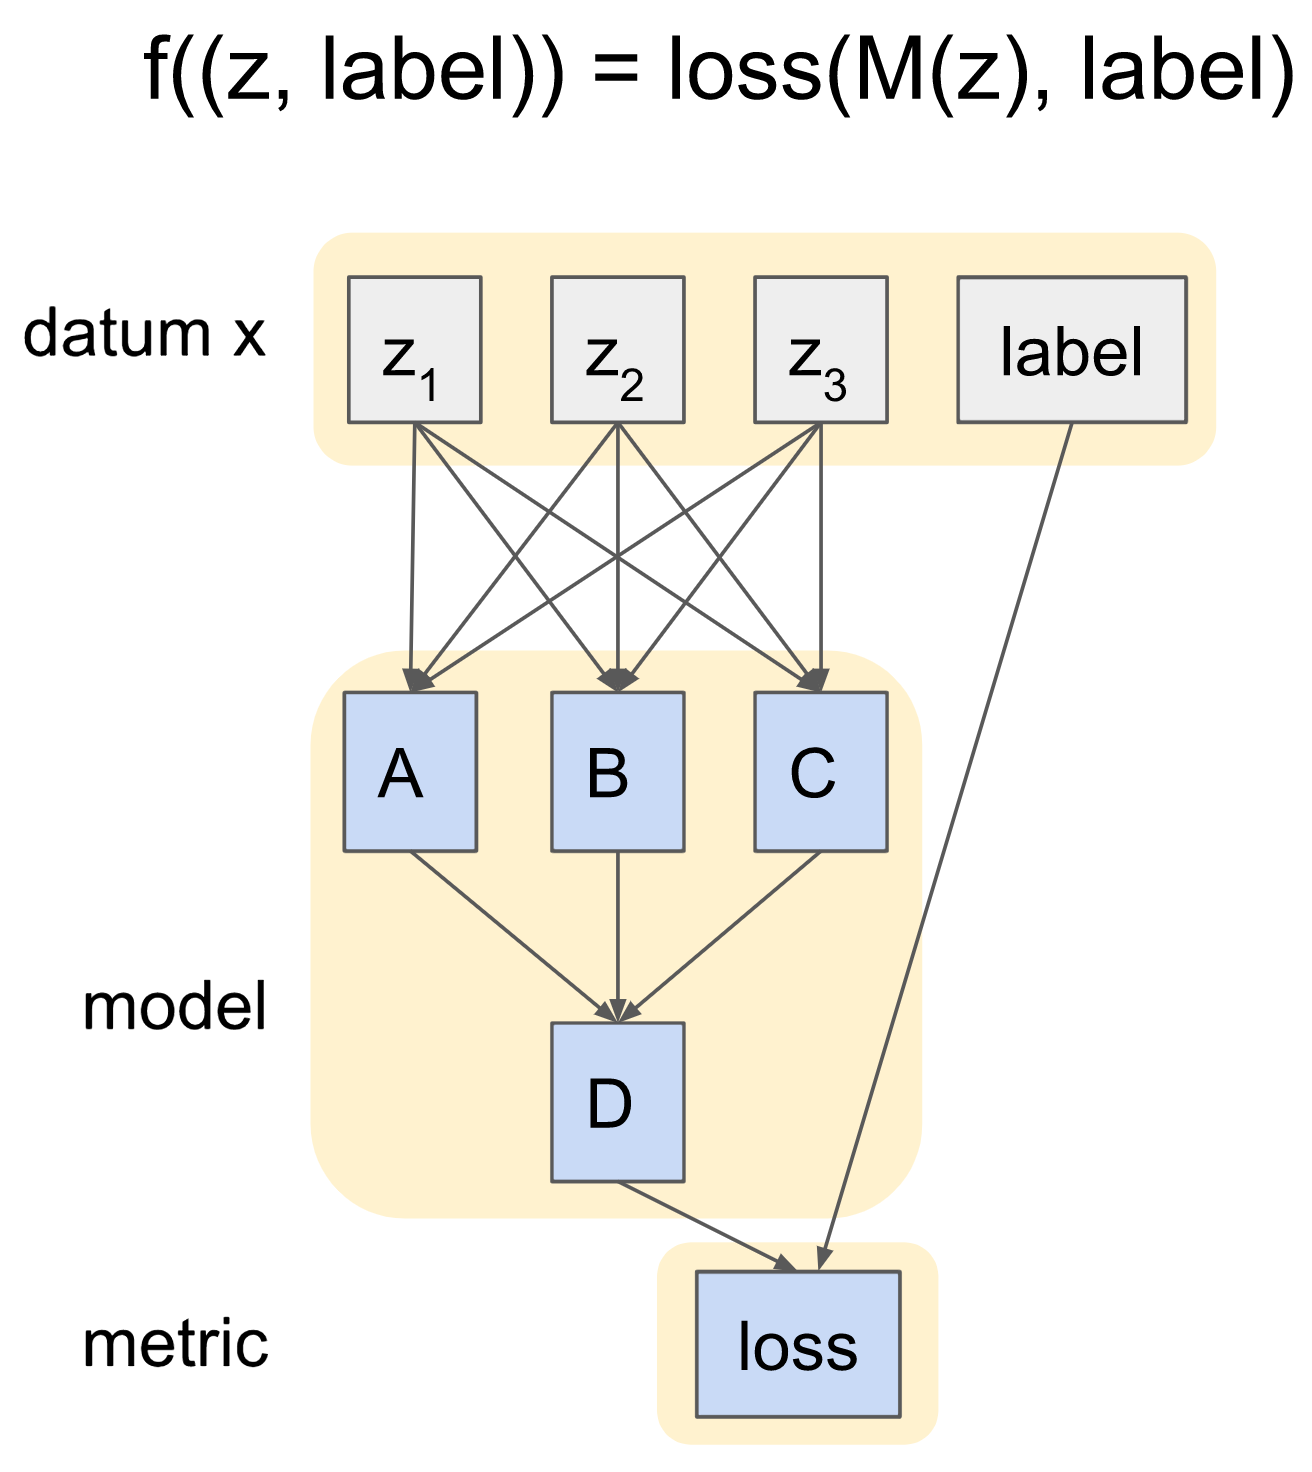 f((z, label)) = loss(M(z), label)
datum x
z1 z2 z3 label
A B C
model
D
metric
loss